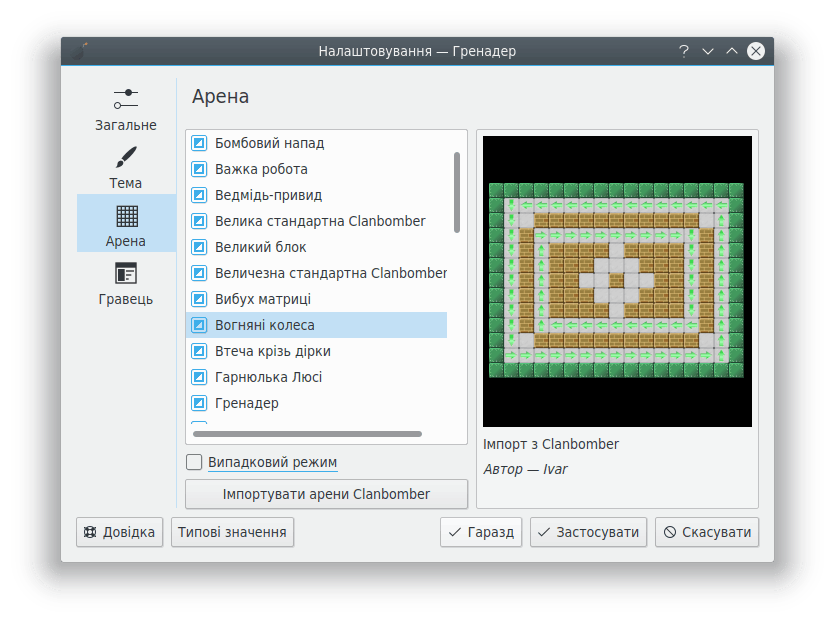 Налаштовування — Гренадер
Загальне
Тема
Арена
Гравець
Арена
Бомбовий напад
Важка робота
Ведмідь-привид
Велика стандартна Clanbomber
Великий блок
Величезна стандартна Clanbomber
Вибух матриці
Вогняні колеса
Втеча крізь дірки
Гарнюлька Люсі
Гренадер
Випадковий режим
Імпортувати арени Clanbomber
Імпорт з Clanbomber
Автор — Ivar
Довідка
Типові значення
Гаразд
Застосувати
Скасувати